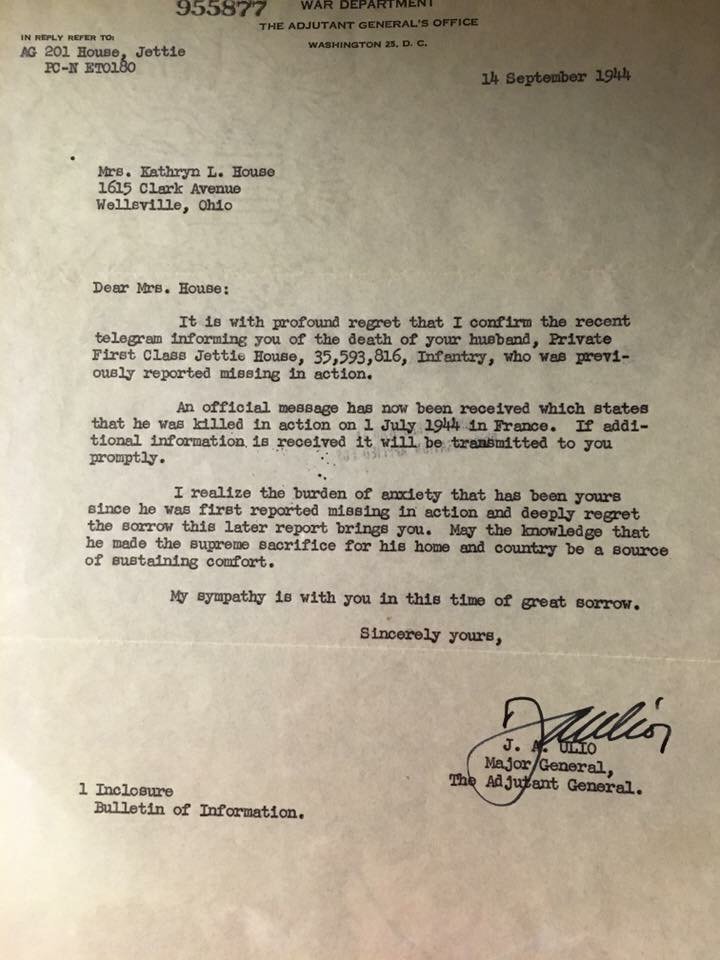 955877
WAR DEPARTMENT
THE ADJUTANT GENERAL'S OFFICE
WASHINGTON 25, D. C.
IN REPLY REFER TO:
AG 201 House, Jettie
PC-N ETO180
14 September 1944
Mrs. Kathryn L. House
1615 Clark Avenue
Wellsville, Ohio
Dear Mrs. House:
It is with profound regret that I confirm the recent
telegram informing you of the death of your husband, Private
First Class Jettie House, 35,593,816, Infantry, who was previ-
ously reported missing in action.
An official message has now been received which states
that he was killed in action on 1 July 1944 in France. If addi-
tional information is received it will be transmitted to you
promptly.
I realize the burden of anxiety that has been yours
since he was first reported missing in action and deeply regret
the sorrow this later report brings you. May the knowledge that
he made the supreme sacrifice for his home and country be a source
of sustaining comfort.
My sympathy is with you in this time of great sorrow.
Sincerely yours,
J. A. ULIO
Major General,
The Adjutant General.
1 Inclosure
Bulletin of Information.